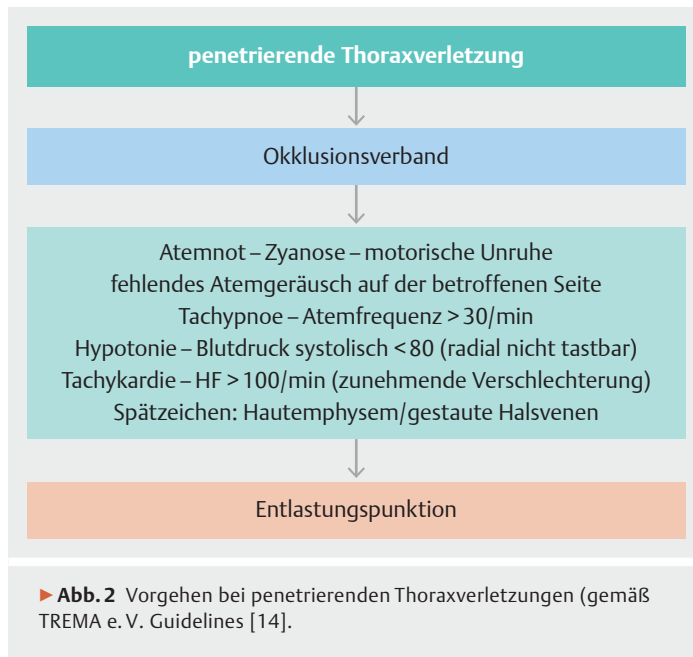 penetrierende Thoraxverletzung
Okklusionsverband
Atemnot – Zyanose – motorische Unruhe
fehlendes Atemgeräusch auf der betroffenen Seite
Tachypnoe – Atemfrequenz > 30/min
Hypotonie – Blutdruck systolisch < 80 (radial nicht tastbar)
Tachykardie – HF > 100/min (zunehmende Verschlechterung)
Spätzeichen: Hautemphysem/gestaute Halsvenen
Entlastungspunktion
▶ Abb. 2 Vorgehen bei penetrierenden Thoraxverletzungen (gemäß
TREMA e. V. Guidelines [14].